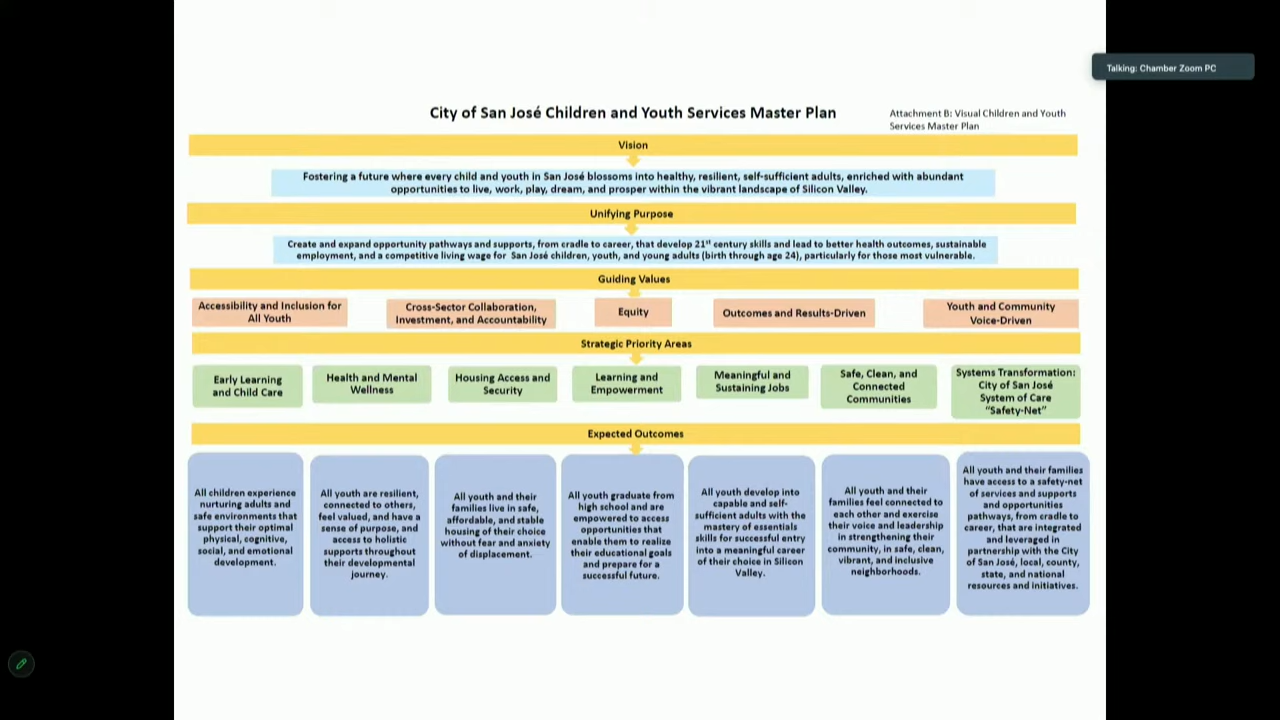 Talking: Chamber Zoom PC
City of San José Children and Youth Services Master Plan
Attachment B: Visual Children and Youth
Services Master Plan
Vision
Fostering a future where every child and youth in San José blossoms into healthy, resilient, self-sufficient adults, enriched with abundant
opportunities to live, work, play, dream, and prosper within the vibrant landscape of Silicon Valley.
Unifying Purpose
Create and expand opportunity pathways and supports, from cradle to career, that develop 21st century skills and lead to better health outcomes, sustainable
employment, and a competitive living wage for San José children, youth, and young adults (birth through age 24), particularly for those most vulnerable.
Guiding Values
Accessibility and Inclusion for
All Youth
Cross-Sector Collaboration,
Investment, and Accountability
Equity
Outcomes and Results-Driven
Youth and Community
Voice-Driven
Strategic Priority Areas
Early Learning
and Child Care
Health and Mental
Wellness
Housing Access and
Security
Learning and
Empowerment
Meaningful and
Sustaining Jobs
Safe, Clean, and
Connected
Communities
Systems Transformation:
City of San José
System of Care
“Safety-Net”
Expected Outcomes
All children experience
nurturing adults and
safe environments that
support their optimal
physical, cognitive,
social, and emotional
development.
All youth are resilient,
connected to others,
feel valued, and have a
sense of purpose, and
access to holistic
supports throughout
their developmental
journey.
All youth and their
families live in safe,
affordable, and stable
housing of their choice
without fear and anxiety
of displacement.
All youth graduate from
high school and are
empowered to access
opportunities that
enable them to realize
their educational goals
and prepare for a
successful future.
All youth develop into
capable and self-
sufficient adults with the
mastery of essentials
skills for successful entry
into a meaningful career
of their choice in Silicon
Valley.
All youth and their
families feel connected to
each other and exercise
their voice and leadership
in strengthening their
community, in safe, clean,
vibrant, and inclusive
neighborhoods.
All youth and their families
have access to a safety-net
of services and supports
and opportunities
pathways, from cradle to
career, that are integrated
and leveraged in
partnership with the City
of San José, local, county,
state, and national
resources and initiatives.